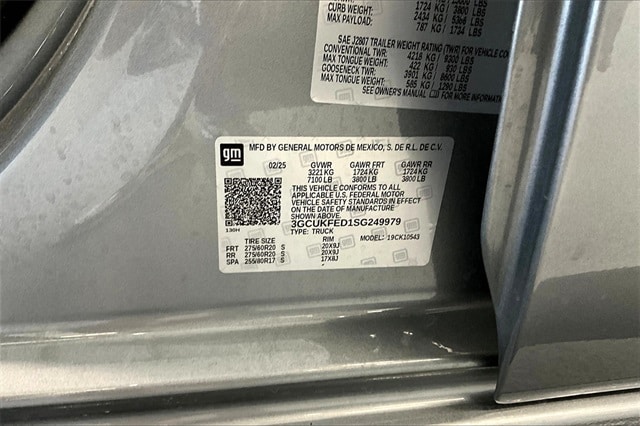 CURB WEIGHT: 1724 KG / 3800 LBS
MAX PAYLOAD: 2434 KG / 5366 LBS
787 KG / 1734 LBS
SAE J2807 TRAILER WEIGHT RATING (TWR) FOR VEHICLE CO
CONVENTIONAL TWR: 4218 KG / 9300 LBS
MAX TONGUE WEIGHT: 422 KG / 930 LBS
GOOSENECK TWR: 3901 KG / 8600 LBS
MAX TONGUE WEIGHT: 585 KG / 1290 LBS
SEE OWNER'S MANUAL FOR MORE INFORMATION
gm
MFD BY GENERAL MOTORS DE MEXICO, S. DE R.L. DE C.V.
02/25 GVWR GAWR FRT GAWR RR
3221 KG 1724 KG 1724 KG
7100 LB 3800 LB 3800 LB
THIS VEHICLE CONFORMS TO ALL
APPLICABLE U.S. FEDERAL MOTOR
VEHICLE SAFETY STANDARDS IN EFFECT
ON THE DATE OF MANUFACTURE
SHOWN ABOVE.
3GCUKFED1SG249979
TYPE: TRUCK MODEL: 19CK10543
130H
TIRE SIZE RIM
FRT 275/60R20 S 20X9J
RR 275/60R20 S 20X9J
SPA 255/80R17 S 17X8J